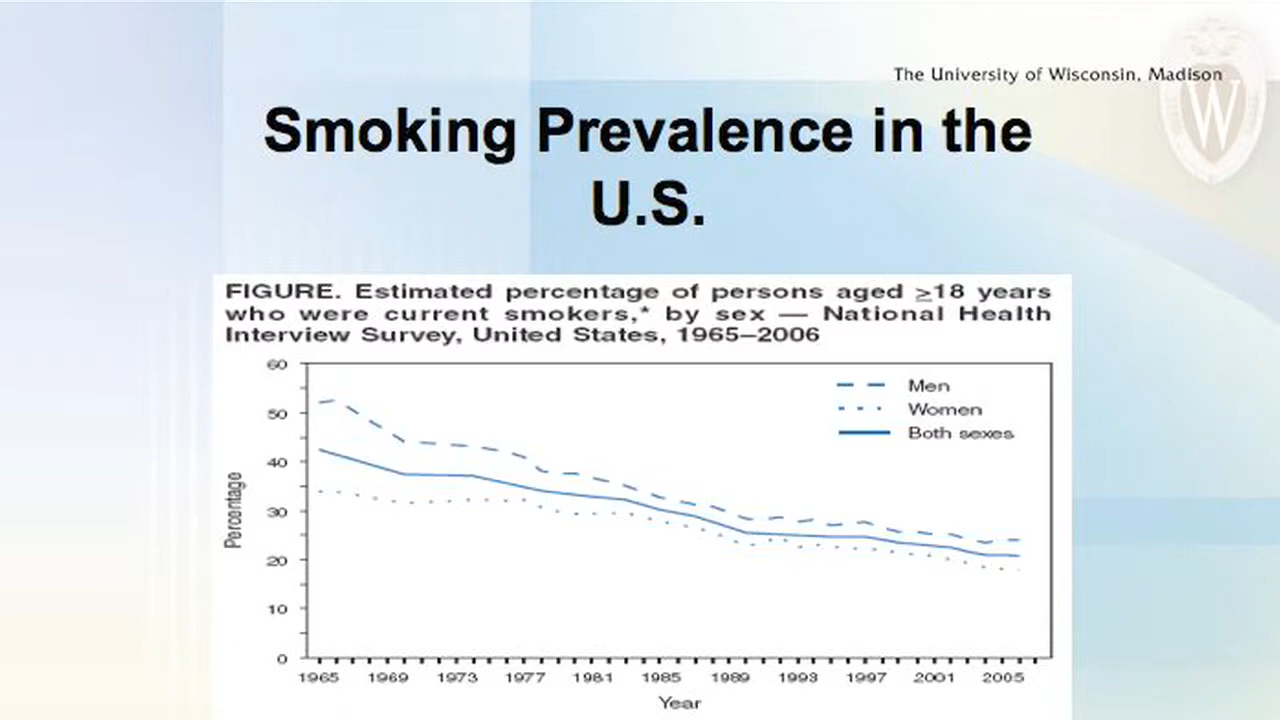 The University of Wisconsin, Madison
W
Smoking Prevalence in the
U.S.
FIGURE. Estimated percentage of persons aged ≥18 years
who were current smokers,* by sex — National Health
Interview Survey, United States, 1965–2006
60
50
40
30
20
10
0
Percentage
Men
Women
Both sexes
1965 1969 1973 1977 1981 1985 1989 1993 1997 2001 2005
Year